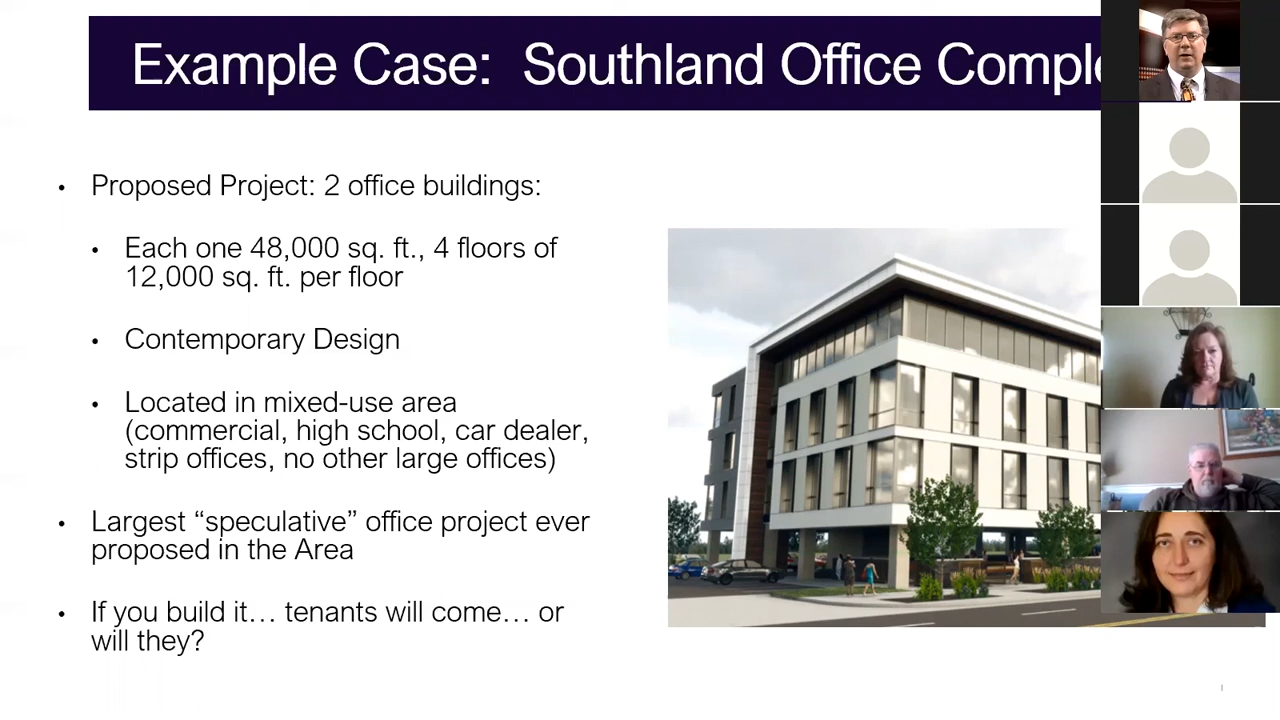 Example Case: Southland Office Comple
• Proposed Project: 2 office buildings:
• Each one 48,000 sq. ft., 4 floors of
12,000 sq. ft. per floor
• Contemporary Design
• Located in mixed-use area
(commercial, high school, car dealer,
strip offices, no other large offices)
• Largest “speculative” office project ever
proposed in the Area
• If you build it… tenants will come… or
will they?